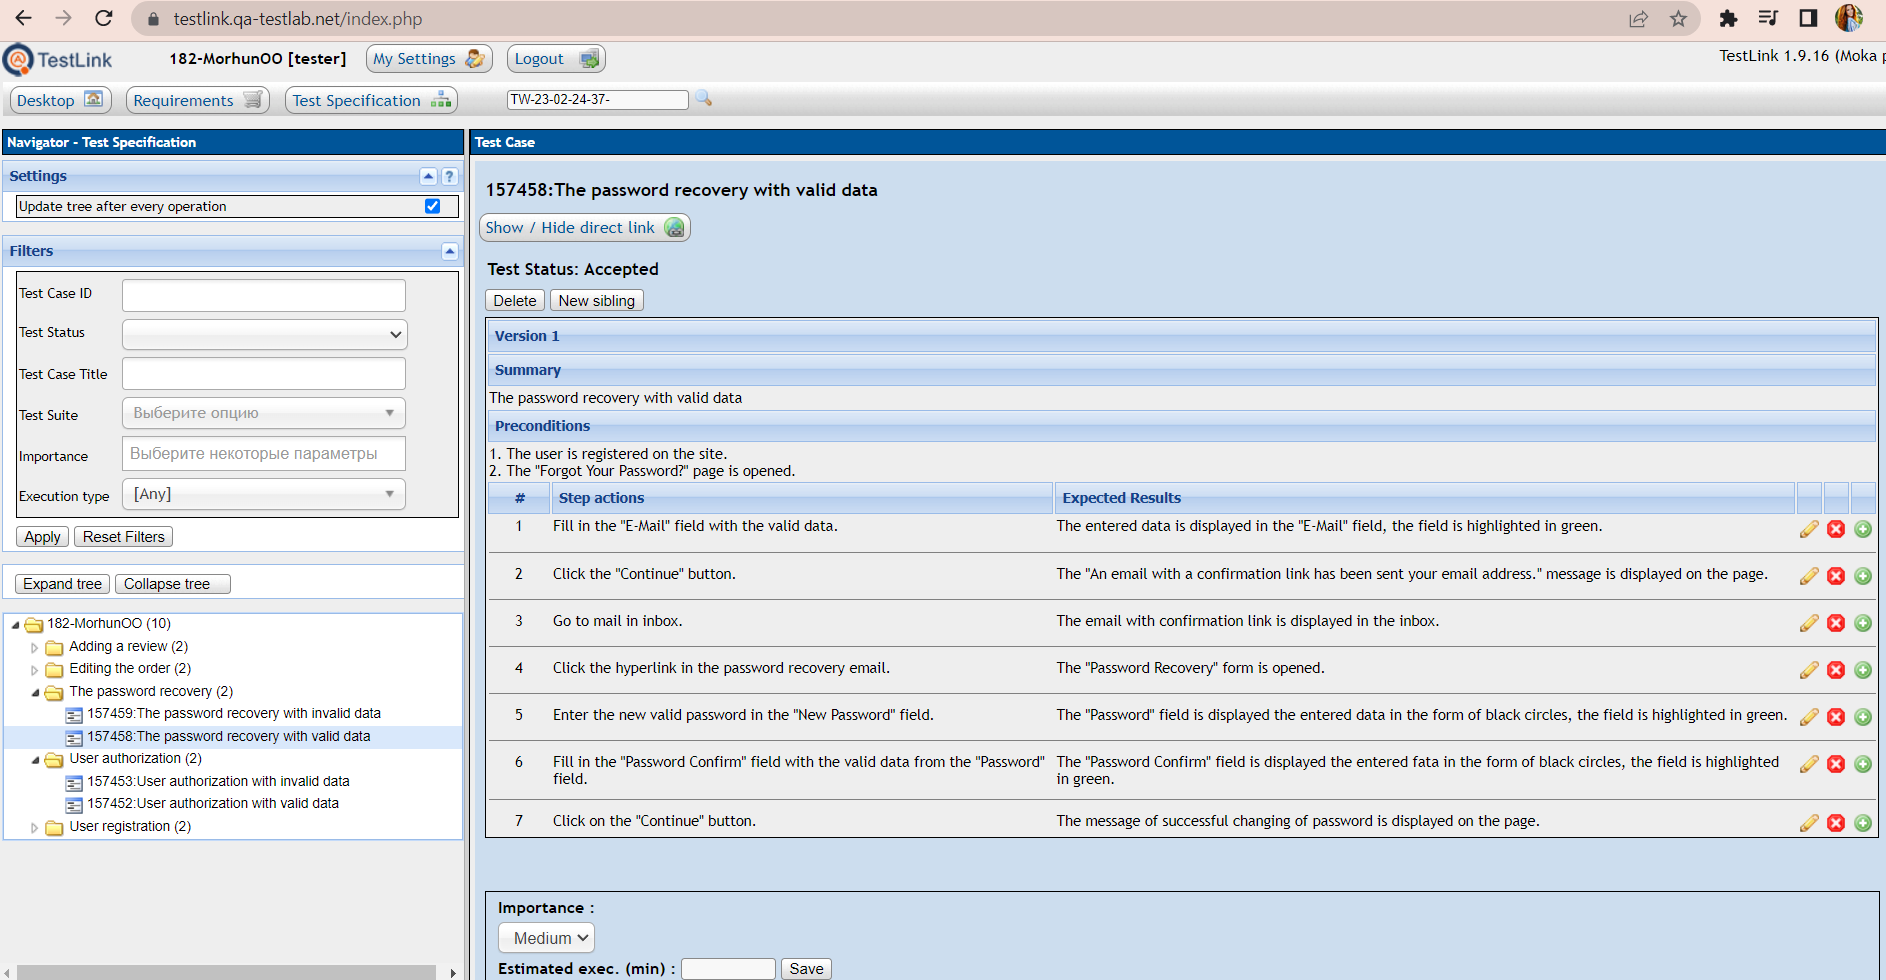 testlink.qa-testlab.net/index.php
TestLink
182-MorhunOO [tester]
My Settings
Logout
TestLink 1.9.16 (Moka p
Desktop
Requirements
Test Specification
TW-23-02-24-37-
Navigator - Test Specification
Settings
?
Update tree after every operation
Filters
Test Case ID
Test Status
Test Case Title
Test Suite
Выберите опцию
Importance
Выберите некоторые параметры
Execution type
[Any]
Apply
Reset Filters
Expand tree
Collapse tree
182-MorhunOO (10)
Adding a review (2)
Editing the order (2)
The password recovery (2)
157459:The password recovery with invalid data
157458:The password recovery with valid data
User authorization (2)
157453:User authorization with invalid data
157452:User authorization with valid data
User registration (2)
Test Case
157458:The password recovery with valid data
Show / Hide direct link
Test Status: Accepted
Delete
New sibling
Version 1
Summary
The password recovery with valid data
Preconditions
1. The user is registered on the site.
2. The "Forgot Your Password?" page is opened.
# Step actions Expected Results
1 Fill in the "E-Mail" field with the valid data. The entered data is displayed in the "E-Mail" field, the field is highlighted in green.
2 Click the "Continue" button. The "An email with a confirmation link has been sent your email address." message is displayed on the page.
3 Go to mail in inbox. The email with confirmation link is displayed in the inbox.
4 Click the hyperlink in the password recovery email. The "Password Recovery" form is opened.
5 Enter the new valid password in the "New Password" field. The "Password" field is displayed the entered data in the form of black circles, the field is highlighted in green.
6 Fill in the "Password Confirm" field with the valid data from the "Password" The "Password Confirm" field is displayed the entered fata in the form of black circles, the field is highlighted
field. in green.
7 Click on the "Continue" button. The message of successful changing of password is displayed on the page.
Importance :
Medium
Estimated exec. (min) :
Save